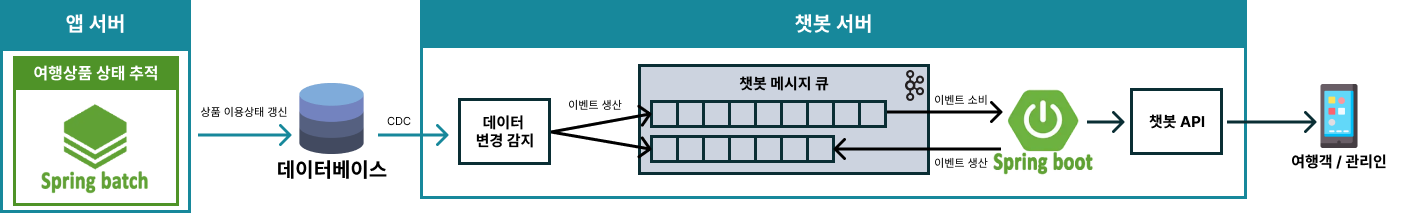 앱 서버
여행상품 상태 추적
Spring batch
상품 이용상태 갱신
데이터베이스
CDC
챗봇 서버
데이터
변경 감지
이벤트 생산
챗봇 메시지 큐
이벤트 소비
이벤트 생산
Spring boot
챗봇 API
여행객 / 관리인